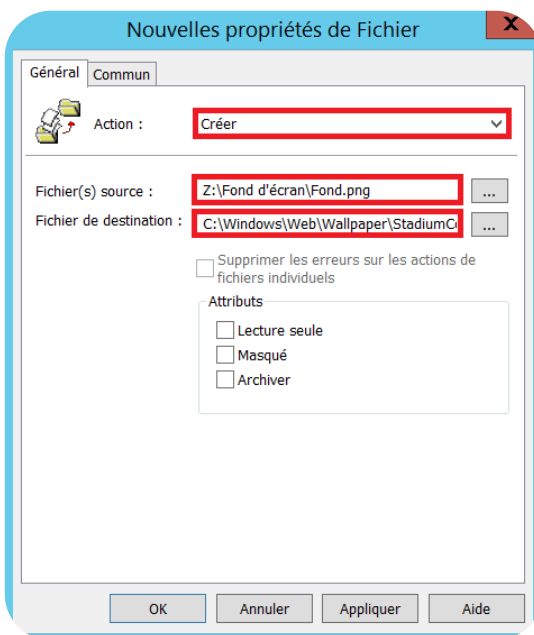 Nouvelles propriétés de Fichier
X
Général
Commun
Action :
Créer
Fichier(s) source :
Z:\Fond d'écran\Fond.png
...
Fichier de destination :
C:\Windows\Web\Wallpaper\StadiumCo
...
Supprimer les erreurs sur les actions de
fichiers individuels
Attributs
Lecture seule
Masqué
Archiver
OK
Annuler
Appliquer
Aide